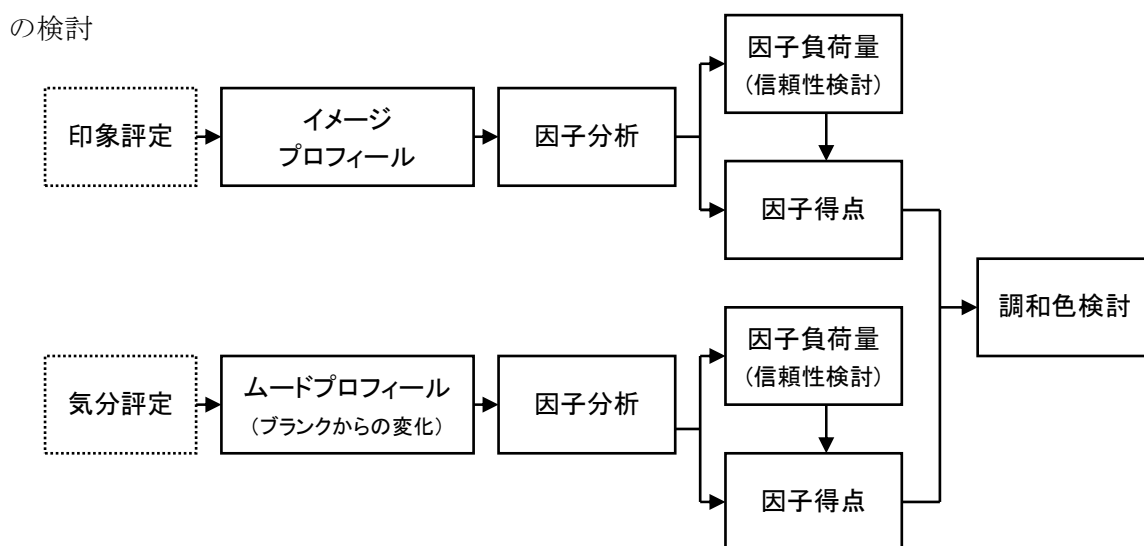 の検討
印象評定
イメージ
プロフィール
因子分析
因子負荷量
（信頼性検討）
因子得点
調和色検討
気分評定
ムードプロフィール
（ブランクからの変化）
因子分析
因子負荷量
（信頼性検討）
因子得点